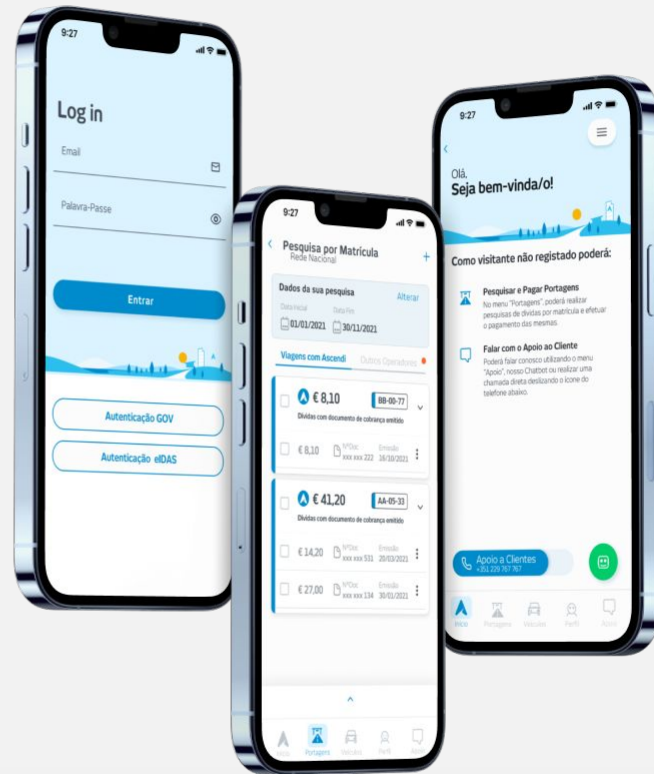 9:27
Log in
Email
Palavra-Passe
Entrar
Autenticação GOV
Autenticação eIDAS
9:27
Pesquisa por Matrícula
Rede Nacional
Dados da sua pesquisa
Alterar
Data Inicial
Data Fim
01/01/2021
30/11/2021
Viagens com Ascendi
Outros Operadores
€ 8,10
BB-00-77
Dívidas com documento de cobrança emitido
€ 8,10
NºDoc
xxx xxx 222
Emissão
16/10/2021
€ 41,20
AA-05-33
Dívidas com documento de cobrança emitido
€ 14,20
NºDoc
xxx xxx 531
Emissão
20/03/2021
€ 27,00
NºDoc
xxx xxx 134
Emissão
30/01/2021
Início
Portagens
Veículos
Perfil
Apoio
9:27
Olá,
Seja bem-vinda/o!
Como visitante não registado poderá:
Pesquisar e Pagar Portagens
No menu "Portagens", poderá realizar
pesquisas de dívidas por matrícula e efetuar
o pagamento das mesmas.
Falar com o Apoio ao Cliente
Poderá falar conosco utilizando o menu
"Apoio", nosso Chatbot ou realizar uma
chamada direta deslizando o ícone do
telefone abaixo.
Apoio a Clientes
+351 229 767 767
Início
Portagens
Veículos
Perfil
Apoio